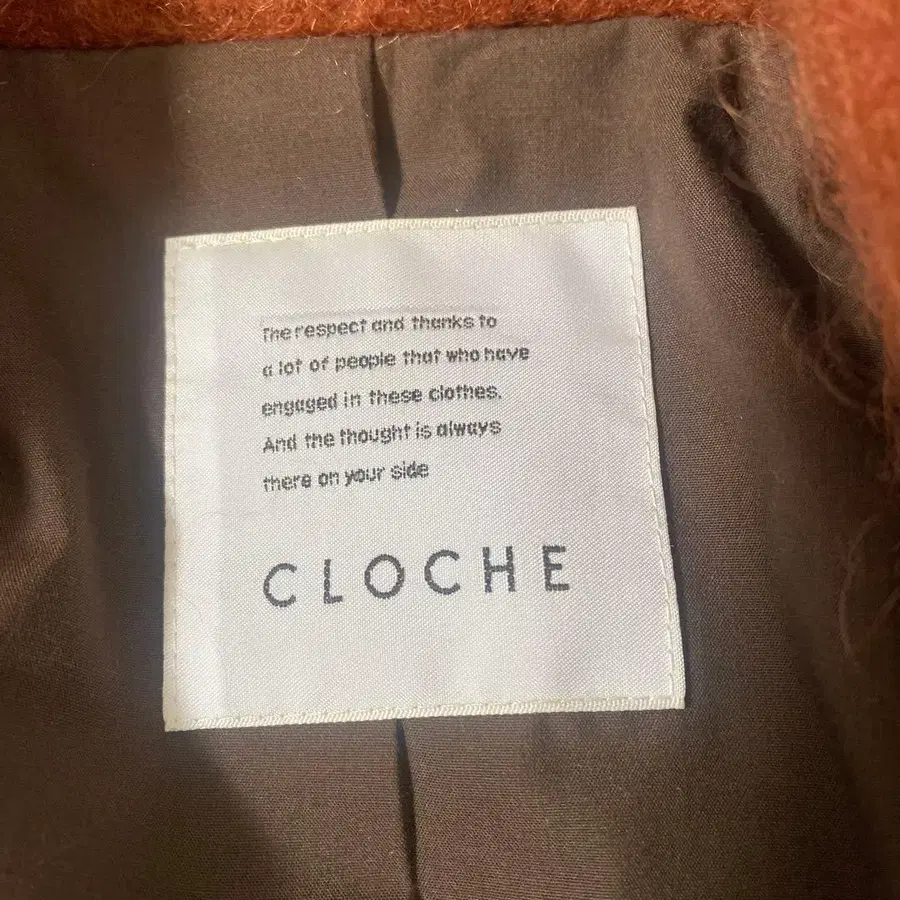 The respect and thanks to
a lot of people that who have
engaged in these clothes.
And the thought is always
there on your side
CLOCHE